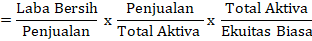 = Laba Bersih / Penjualan x Penjualan / Total Aktiva x Total Aktiva / Ekuitas Biasa